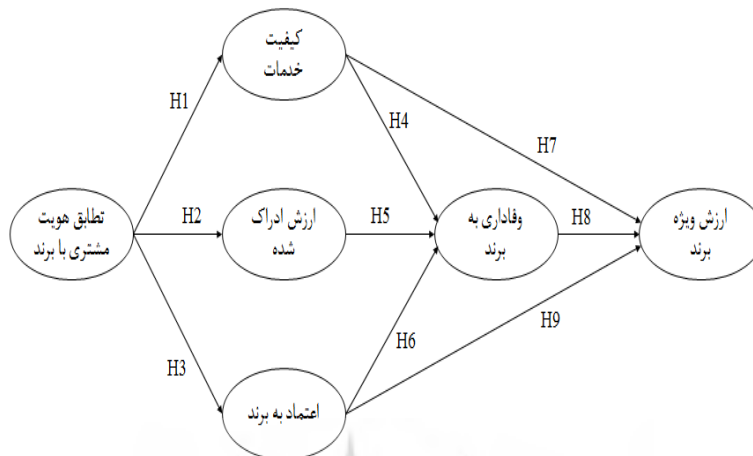 کیفیت
خدمات
H1
H4
H7
تطابق هویت
مشتری با برند
H2
ارزش ادراک
شده
H5
وفاداری به
برند
H8
ارزش ویژه
برند
H3
H6
H9
اعتماد به برند